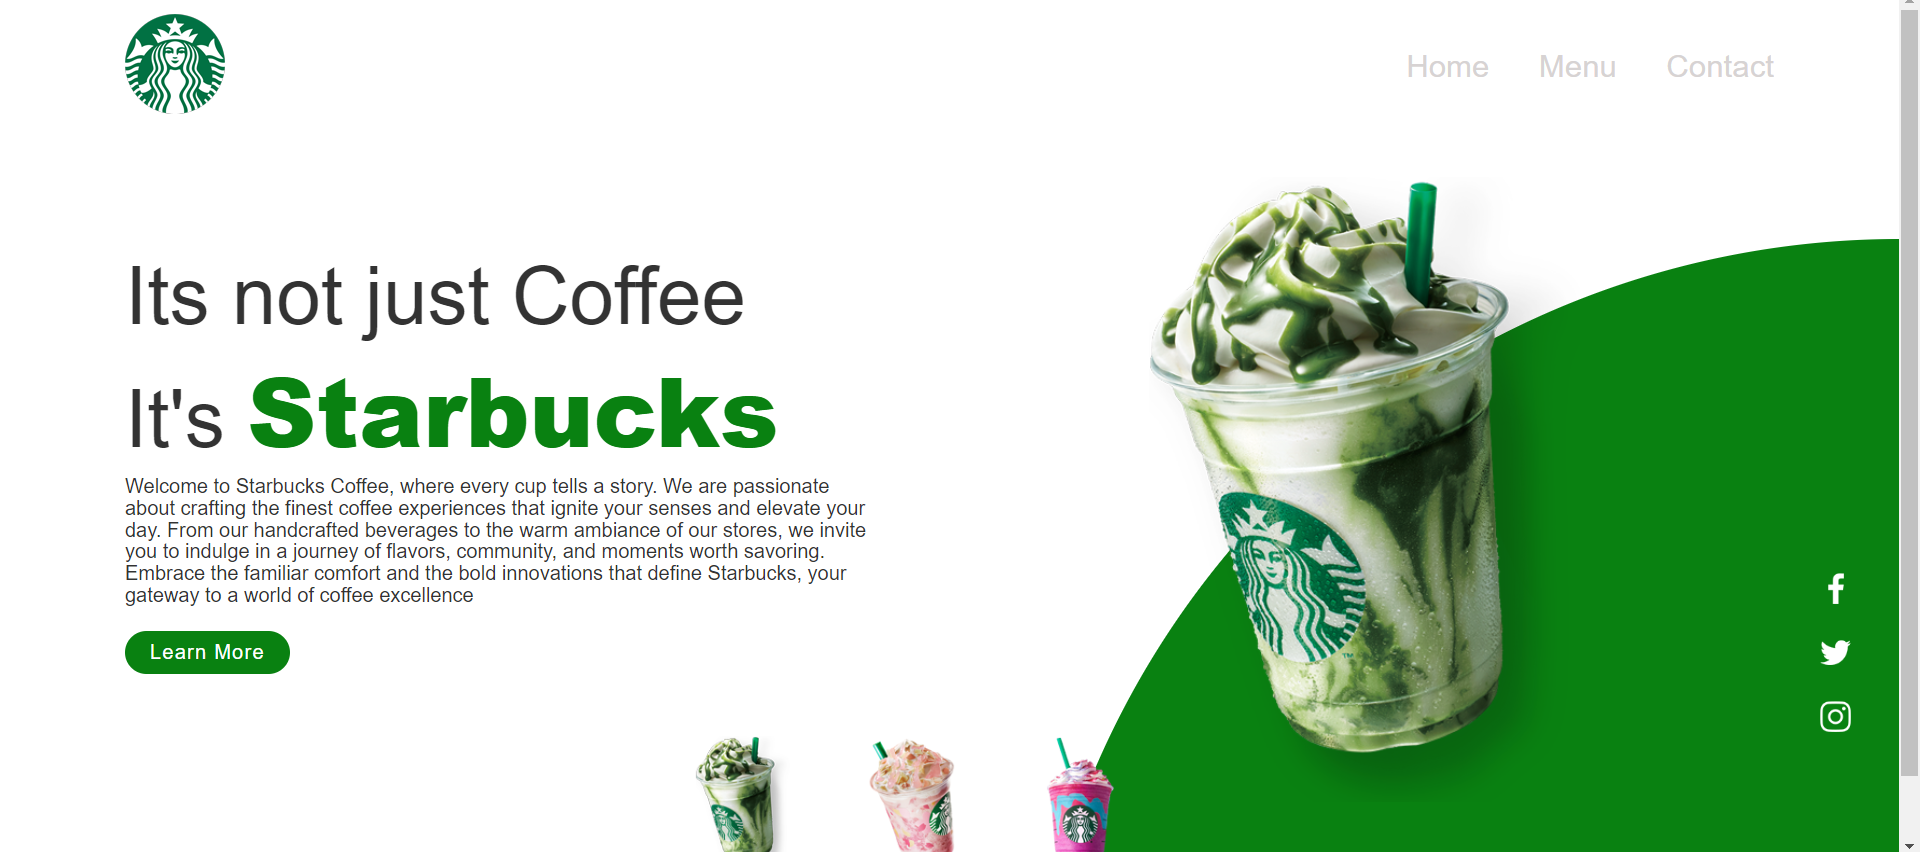 Home Menu Contact
Its not just Coffee
It's Starbucks
Welcome to Starbucks Coffee, where every cup tells a story. We are passionate
about crafting the finest coffee experiences that ignite your senses and elevate your
day. From our handcrafted beverages to the warm ambiance of our stores, we invite
you to indulge in a journey of flavors, community, and moments worth savoring.
Embrace the familiar comfort and the bold innovations that define Starbucks, your
gateway to a world of coffee excellence
Learn More
TM